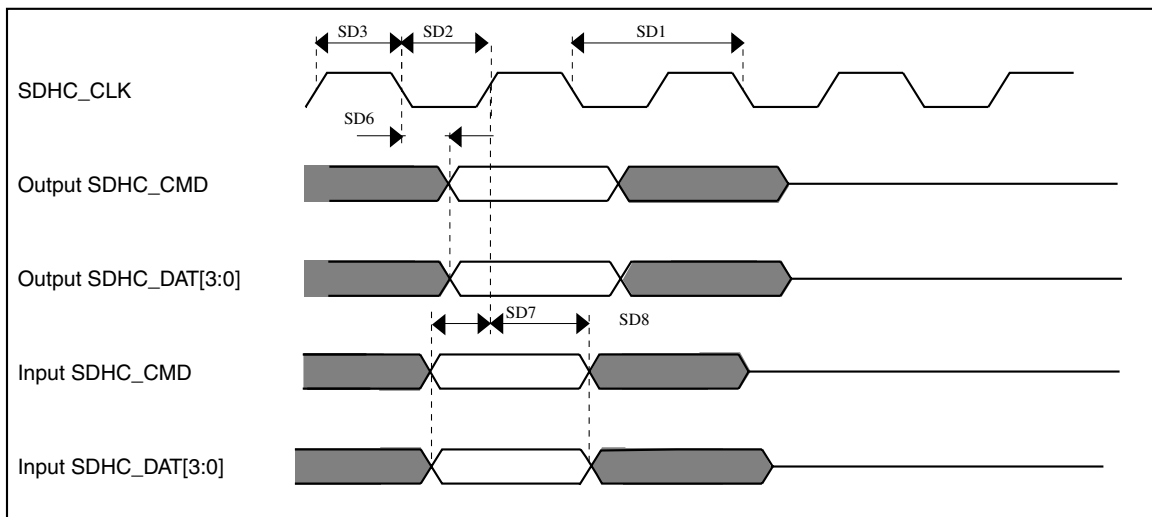 SD3 SD2 SD1
SDHC_CLK
SD6
Output SDHC_CMD
Output SDHC_DAT[3:0]
SD7 SD8
Input SDHC_CMD
Input SDHC_DAT[3:0]